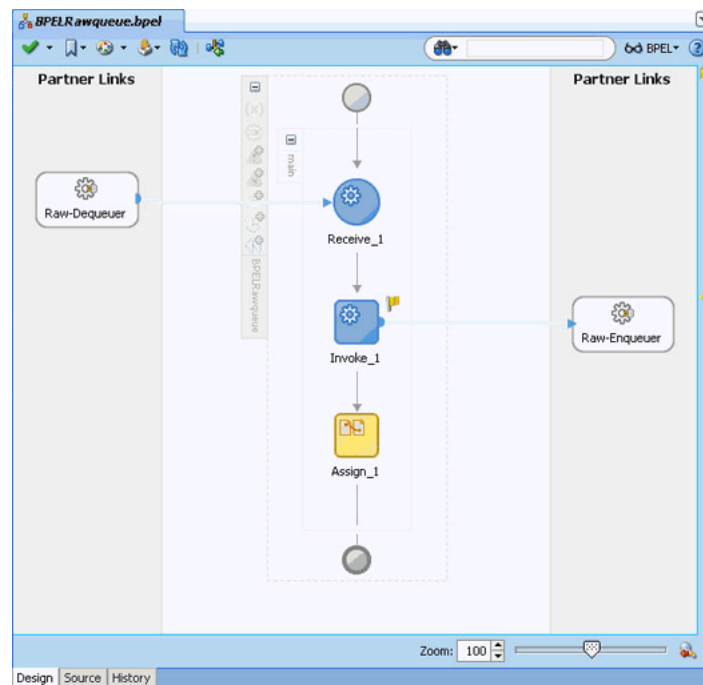 BPELRawqueue.bpel
BPEL
Partner Links
Partner Links
main
Raw-Dequeuer
Receive_1
BPELRawqueue
Raw-Enqueuer
Invoke_1
Assign_1
Zoom: 100
Design Source History